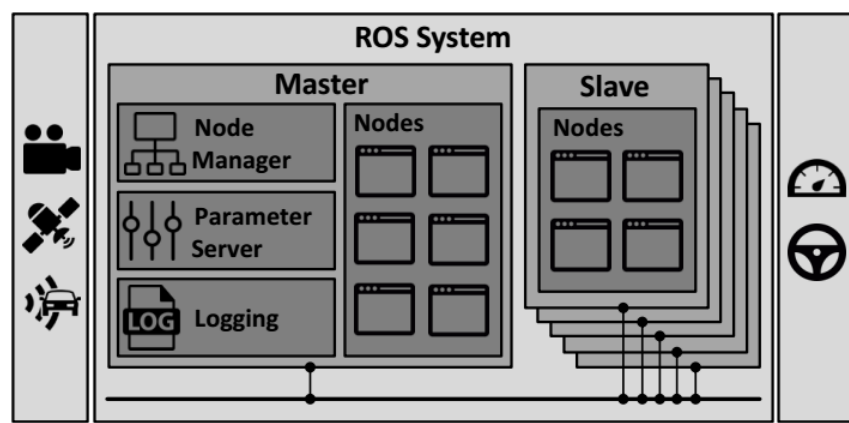 ROS System
Master
Node
Manager
Parameter
Server
LOG
Logging
Nodes
Slave
Nodes